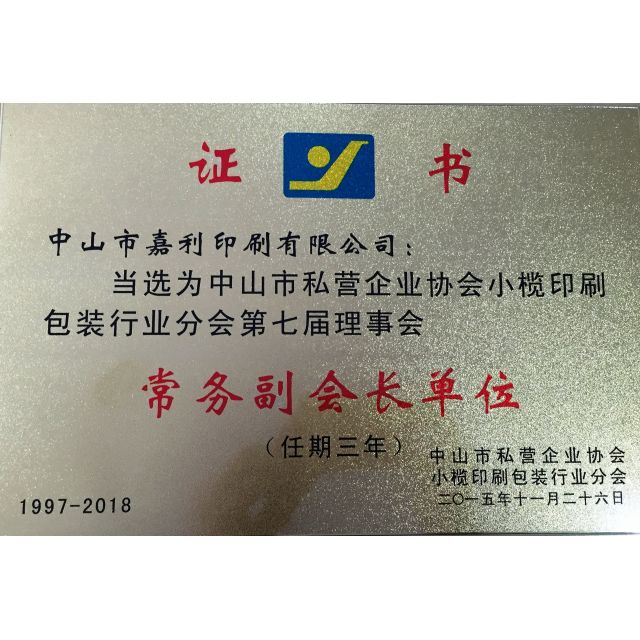 证 书
中山市嘉利印刷有限公司：
当选为中山市私营企业协会小榄印刷
包装行业分会第七届理事会
常务副会长单位
（任期三年）
中山市私营企业协会
小榄印刷包装行业分会
二〇一五年十一月二十六日
1997-2018